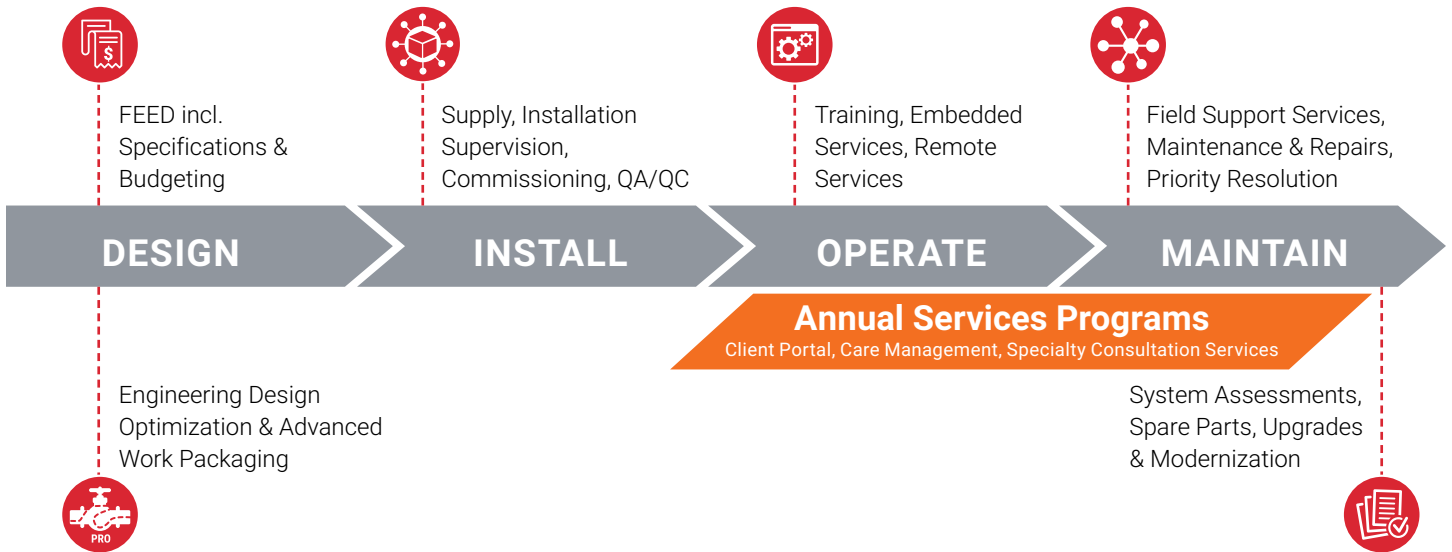 $
FEED incl.
Specifications &
Budgeting
Supply, Installation
Supervision,
Commissioning, QA/QC
Training, Embedded
Services, Remote
Services
Field Support Services,
Maintenance & Repairs,
Priority Resolution
DESIGN
INSTALL
OPERATE
MAINTAIN
Annual Services Programs
Client Portal, Care Management, Specialty Consultation Services
Engineering Design
Optimization & Advanced
Work Packaging
PRO
System Assessments,
Spare Parts, Upgrades
& Modernization